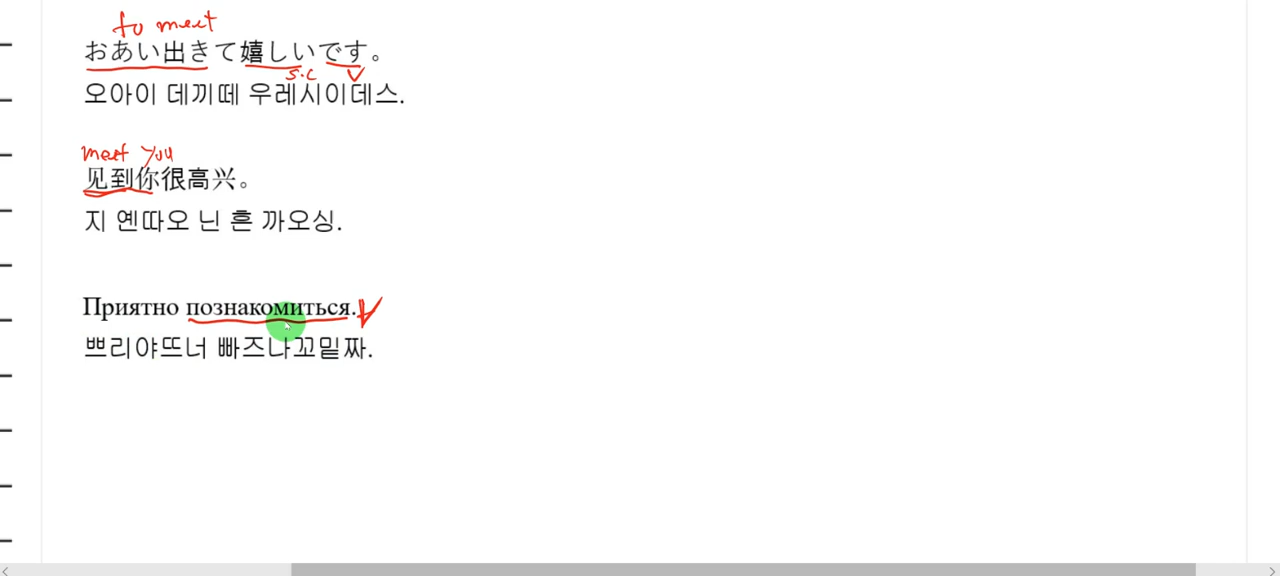 to meet
おあい出きて嬉しいです。
s.c V
오아이 데끼떼 우레시이데스.
meet you
见到你很高兴。
지 옌따오 닌 흔 까오싱.
Приятно познакомиться.
쁘리야뜨너 빠즈나꼬밑짜.